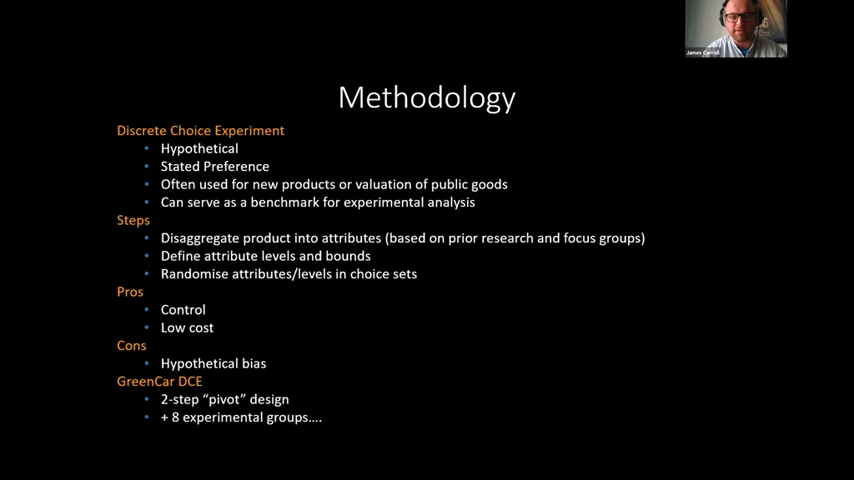 James Carroll
Methodology
Discrete Choice Experiment
• Hypothetical
• Stated Preference
• Often used for new products or valuation of public goods
• Can serve as a benchmark for experimental analysis
Steps
• Disaggregate product into attributes (based on prior research and focus groups)
• Define attribute levels and bounds
• Randomise attributes/levels in choice sets
Pros
• Control
• Low cost
Cons
• Hypothetical bias
GreenCar DCE
• 2-step “pivot” design
• + 8 experimental groups….